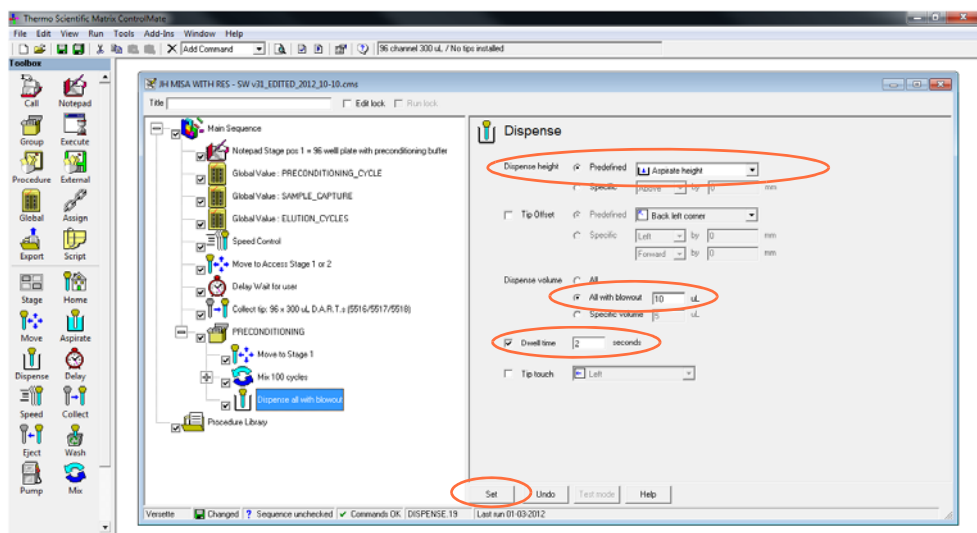 Thermo Scientific Matrix ControlMate
File Edit View Run Tools Add-Ins Window Help
Add Command 96 channel 300 uL / No tips installed
Toolbox
Call Notepad
Group Execute
Procedure External
Global Assign
Export Script
Stage Home
Move Aspirate
Dispense Delay
Speed Collect
Eject Wash
Pump Mix
JH MISA WITH RES - SW v31_EDITED_2012_10-10.cms
Title Edit lock Run lock
Main Sequence
Notepad Stage pos 1 = 96 well plate with preconditioning buffer
Global Value : PRECONDITIONING_CYCLE
Global Value : SAMPLE_CAPTURE
Global Value : ELUTION_CYCLES
Speed Control
Move to Access Stage 1 or 2
Delay Wait for user
Collect tip: 96 x 300 uL D.A.R.T.s (5516/5517/5518)
PRECONDITIONING
Move to Stage 1
Mix 100 cycles
Dispense all with blowout
Procedure Library
Dispense
Dispense height Predefined Aspirate height
Specific Above by 0 mm
Tip Offset Predefined Back left corner
Specific Left by 0 mm
Forward by 0 mm
Dispense volume All
All with blowout 10 uL
Specific volume 5 uL
Dwell time 2 seconds
Tip touch Left
Set Undo Test mode Help
Versette Changed ? Sequence unchecked Commands OK DISPENSE.19 Last run 01-03-2012